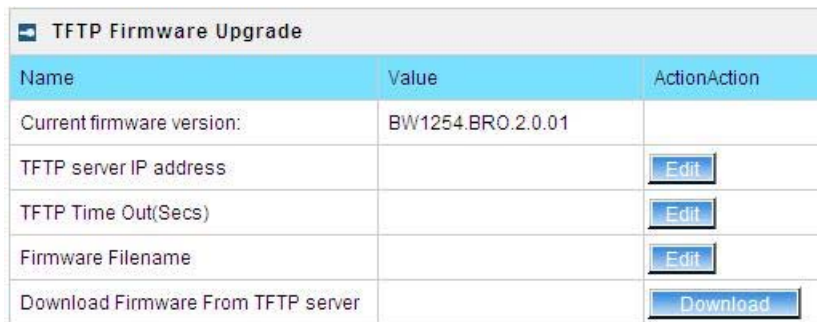 TFTP Firmware Upgrade
Name Value ActionAction
Current firmware version: BW1254.BRO.2.0.01
TFTP server IP address Edit
TFTP Time Out(Secs) Edit
Firmware Filename Edit
Download Firmware From TFTP server Download